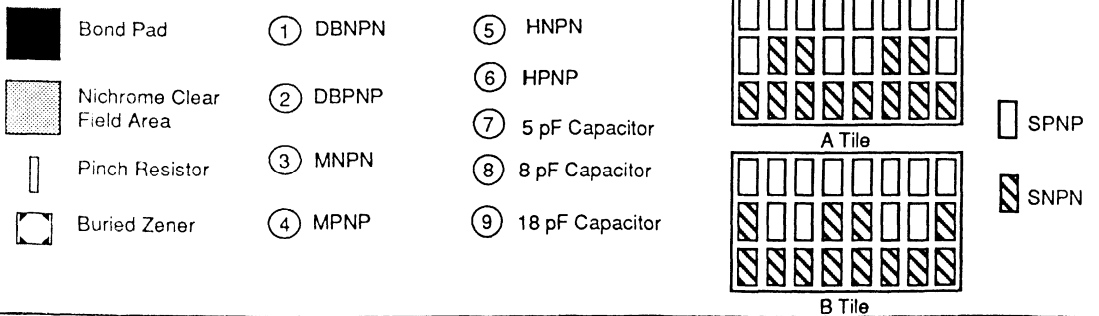 Bond Pad
Nichrome Clear
Field Area
Pinch Resistor
Buried Zener
1 DBNPN
2 DBPNP
3 MNPN
4 MPNP
5 HNPN
6 HPNP
7 5 pF Capacitor
8 8 pF Capacitor
9 18 pF Capacitor
A Tile
B Tile
SPNP
SNPN